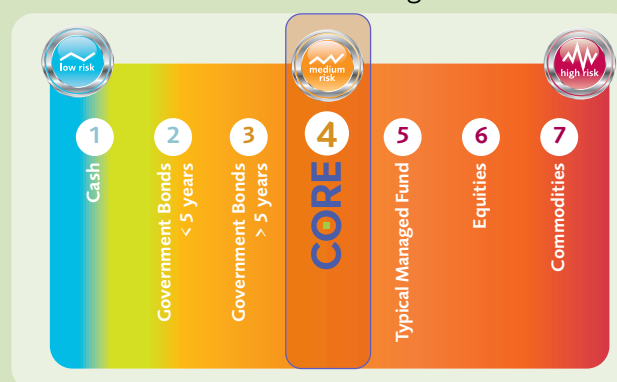 low risk
medium
risk
high risk
1
2
3
4
5
6
7
Cash
Government Bonds
< 5 years
Government Bonds
> 5 years
CORE
Typical Managed Fund
Equities
Commodities